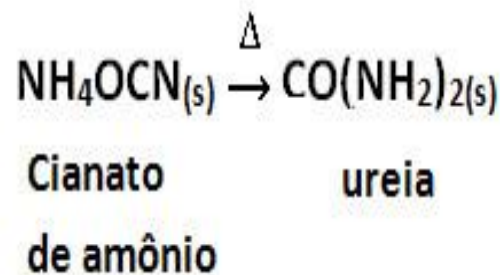 Δ
NH₄OCN₍s₎ → CO(NH₂)₂₍s₎
Cianato ureia
de amônio